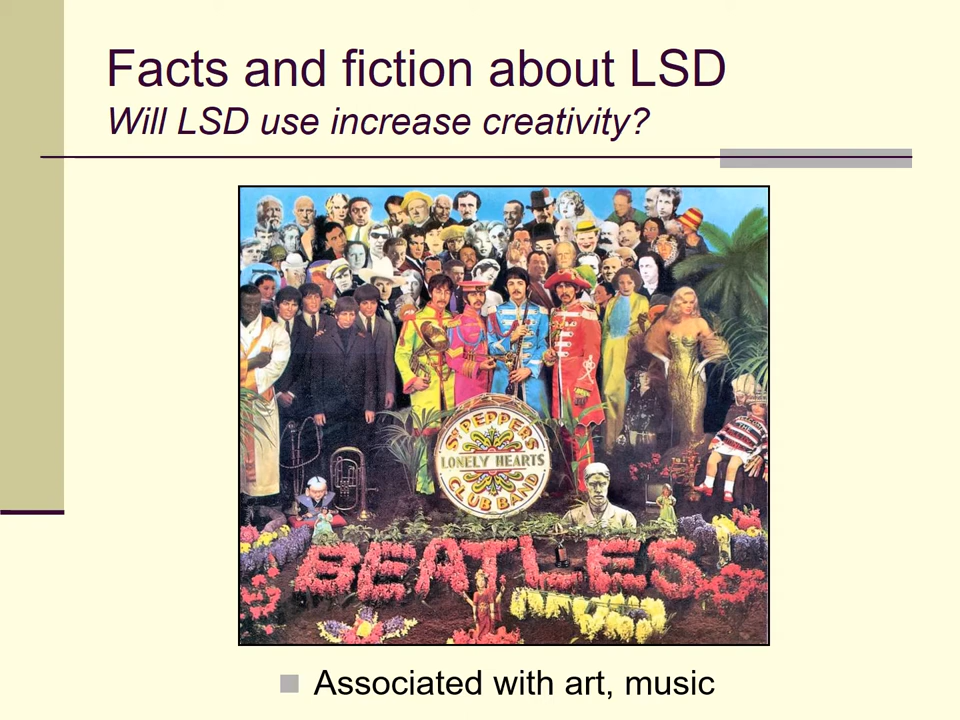 Facts and fiction about LSD
Will LSD use increase creativity?
SGT PEPPERS
LONELY HEARTS
CLUB BAND
BEATLES
Associated with art, music